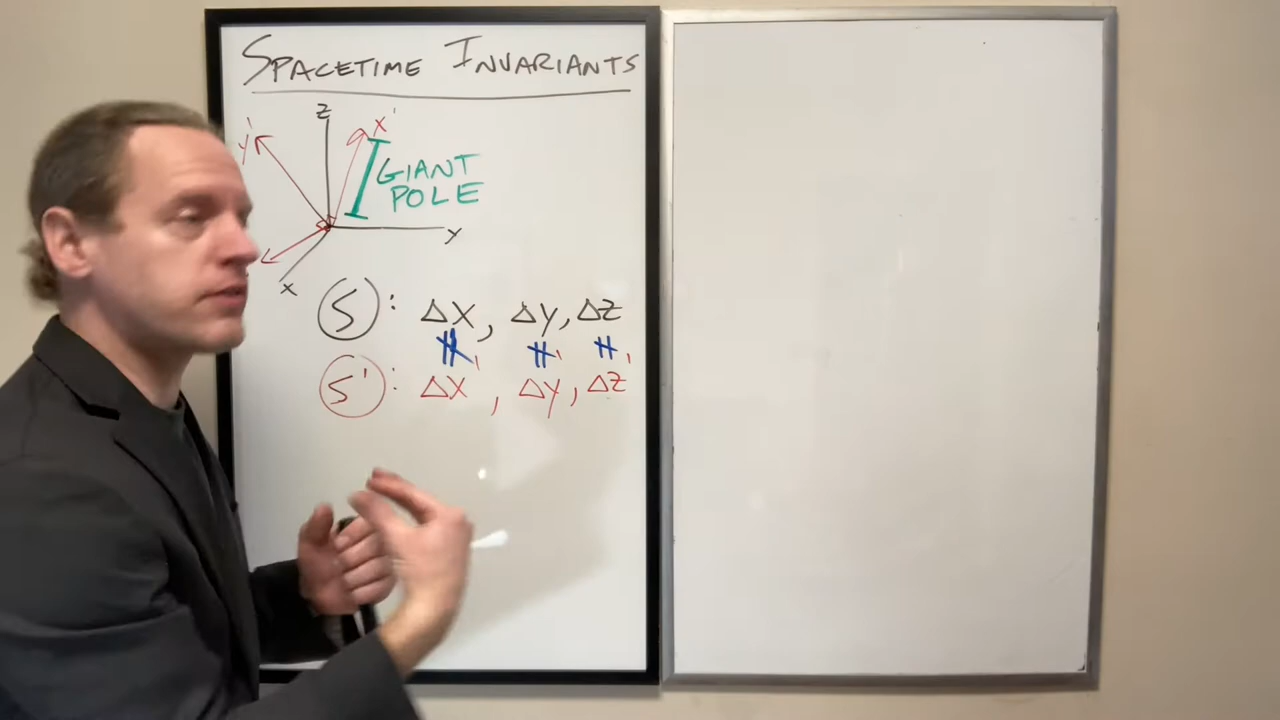 SPACETIME INVARIANTS
z
x'
y'
GIANT
POLE
y
x
S: Δx, Δy, Δz
≠ ≠ ≠
S': Δx', Δy', Δz'